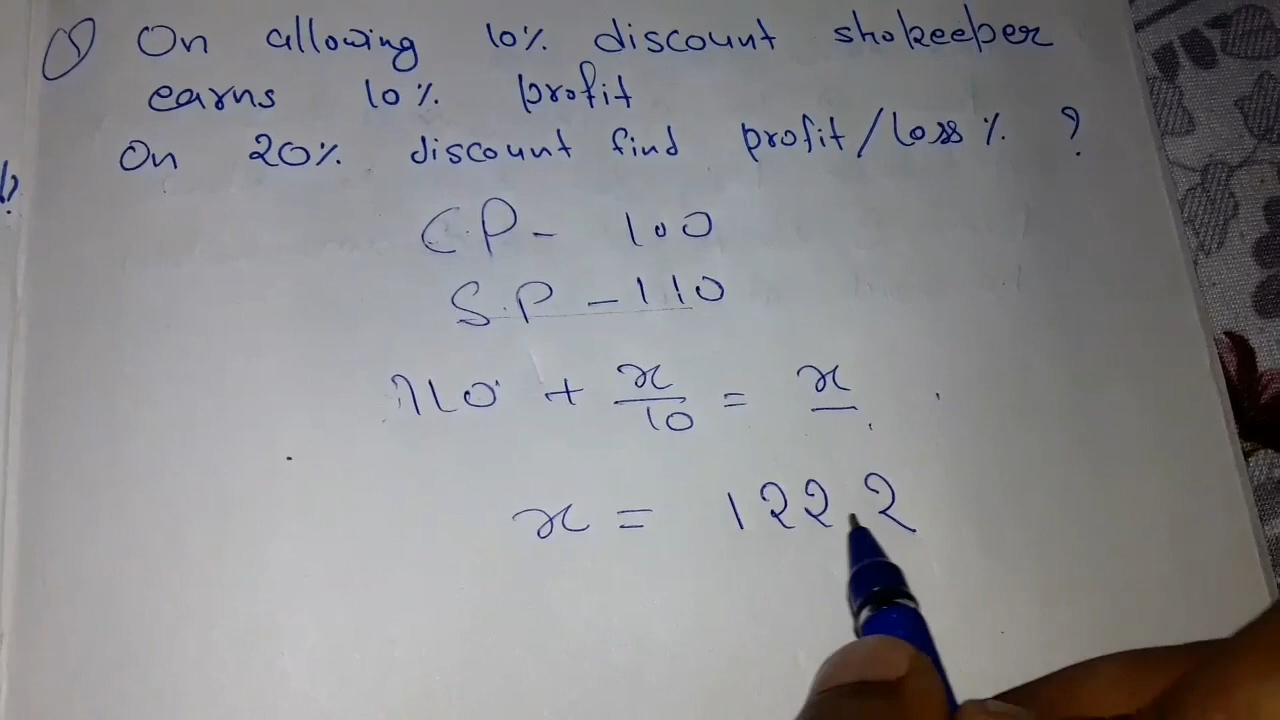 On allowing 10% discount shokeeper
earns 10% profit
On 20% discount find profit/loss % ?
C.P - 100
S.P - 110
110 + x/10 = x
x = 122.2